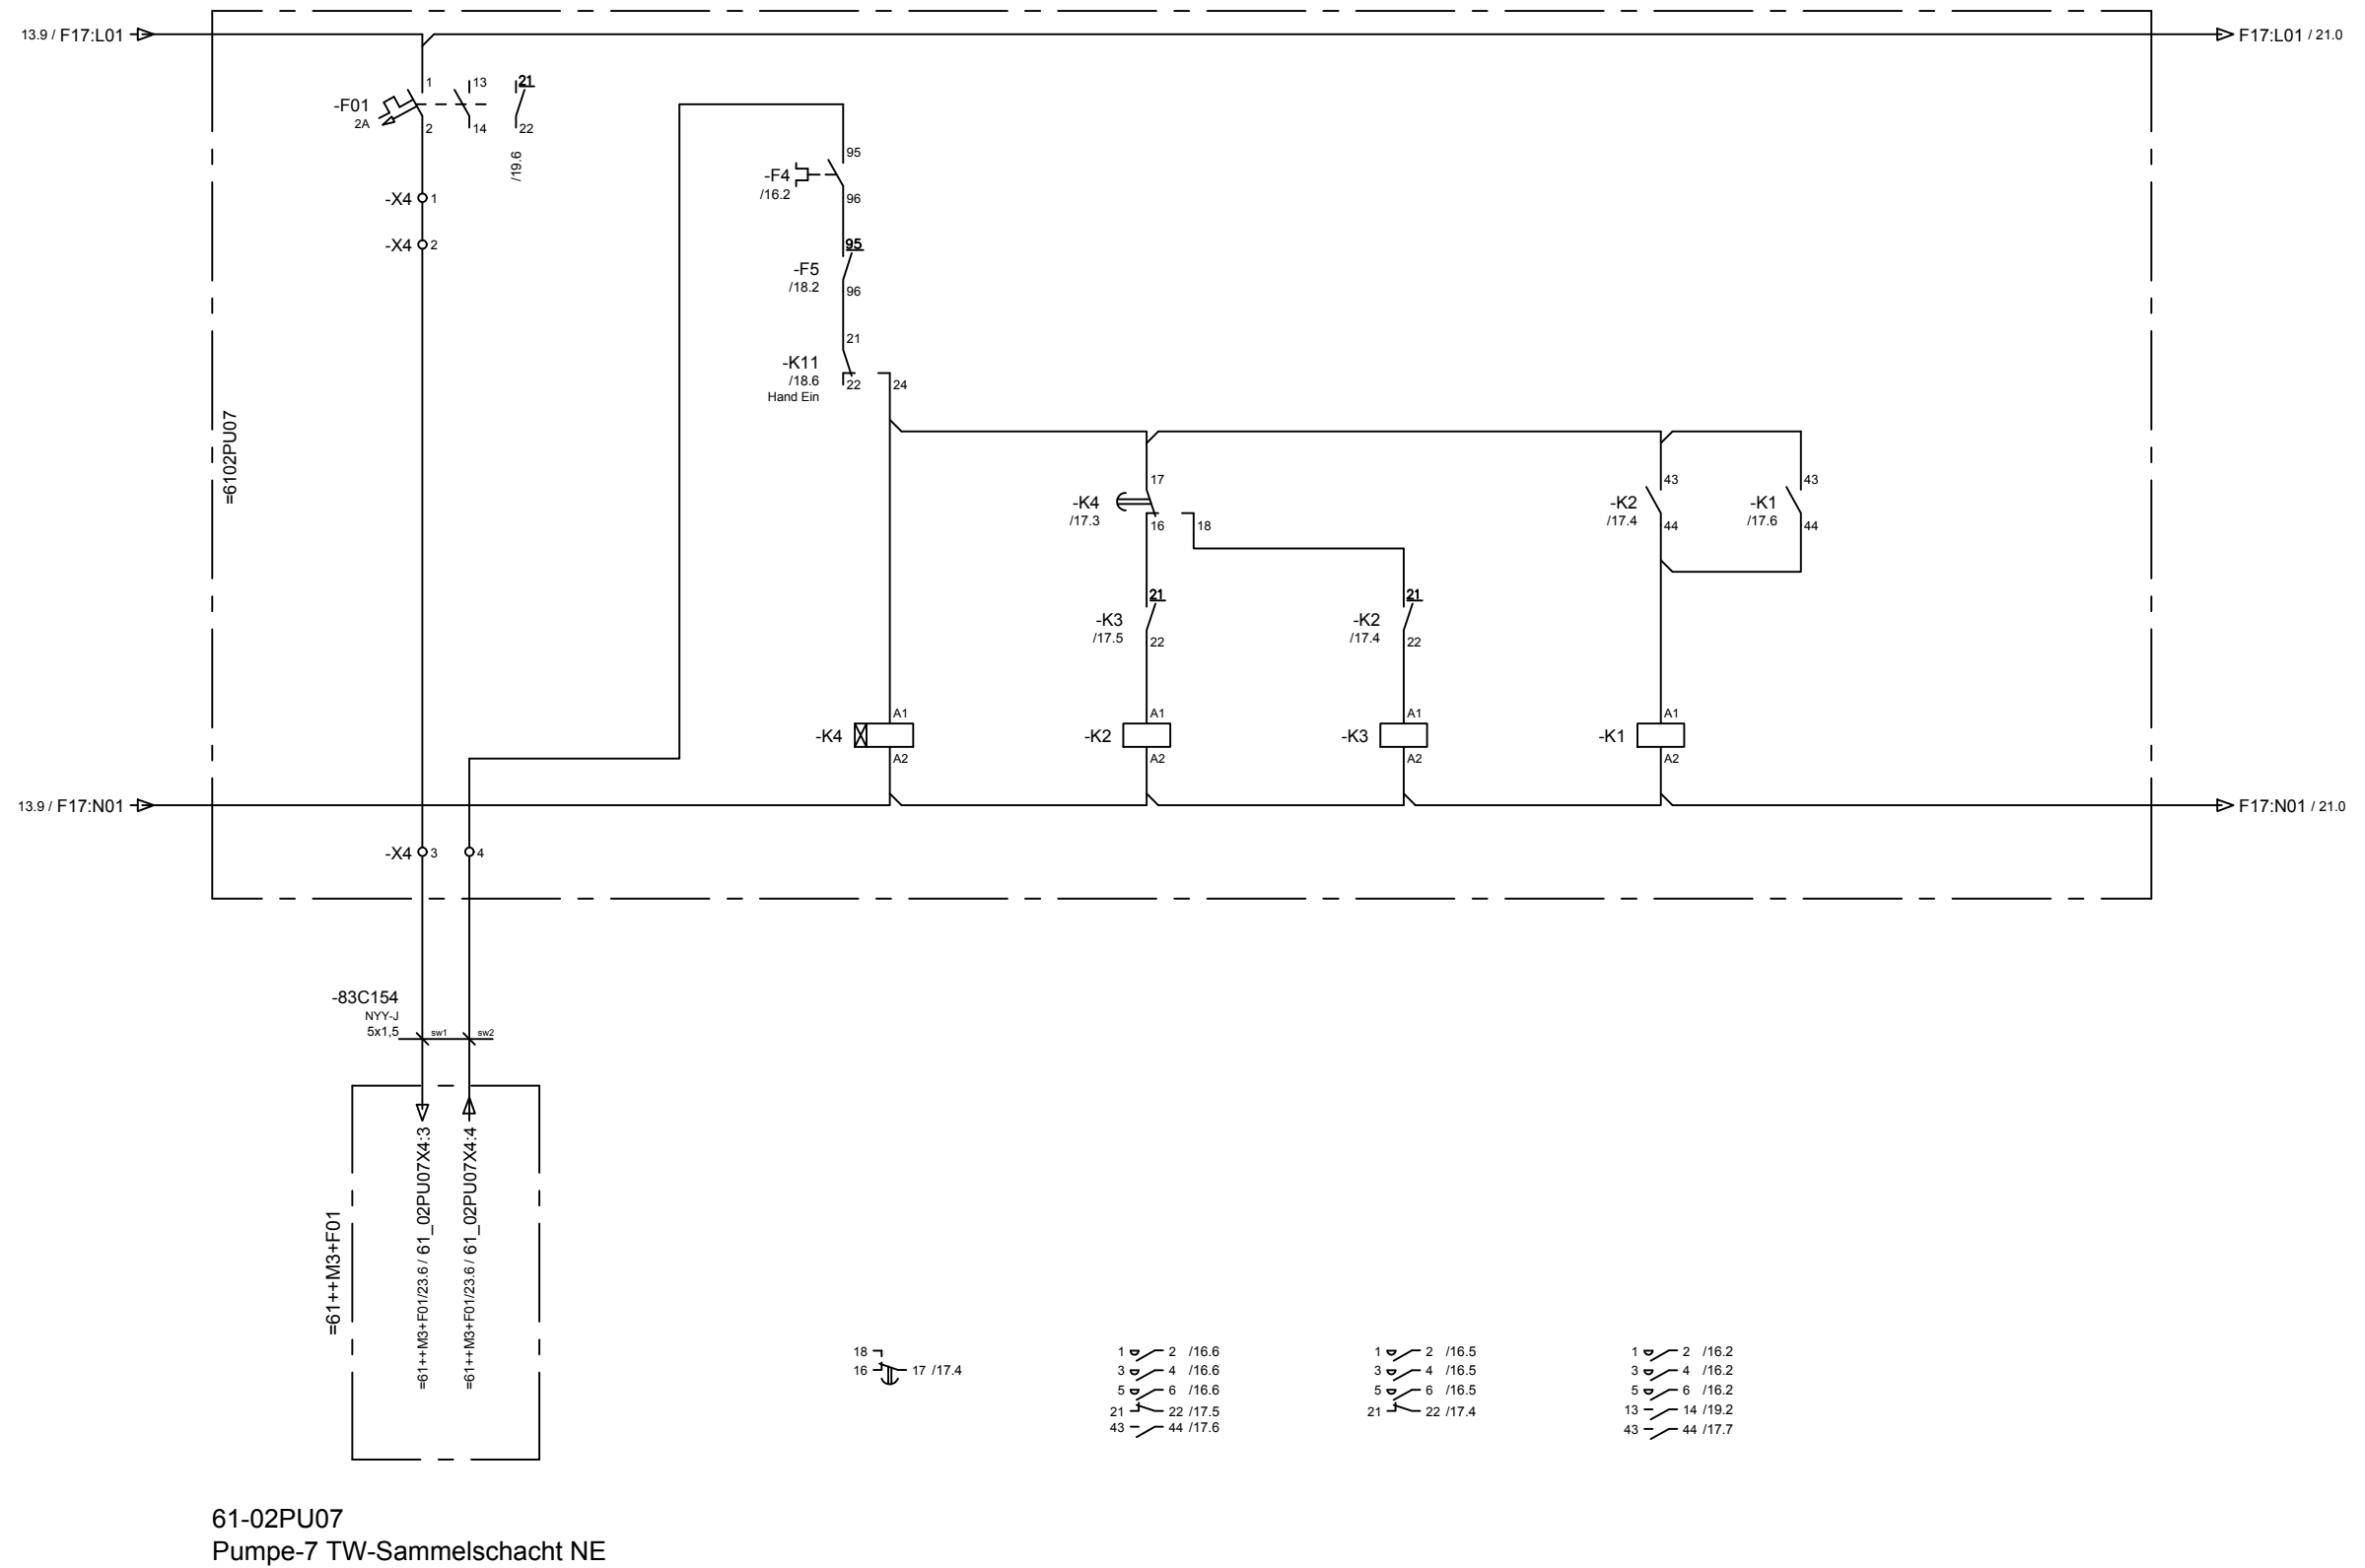 13.9 / F17:L01
F17:L01 / 21.0
-F01
2A
1
2
13
14
21
22
/19.6
-X4 1
-X4 2
=6102PU07
-F4
/16.2
95
96
-F5
/18.2
95
96
-K11
/18.6
Hand Ein
21
22
24
-K4
/17.3
17
16
18
-K2
/17.4
43
44
-K1
/17.6
43
44
-K3
/17.5
21
22
-K2
/17.4
21
22
-K4
A1
A2
-K2
A1
A2
-K3
A1
A2
-K1
A1
A2
13.9 / F17:N01
F17:N01 / 21.0
-X4 3 4
-83C154
NYY-J
5x1,5
sw1 sw2
=61++M3+F01
=61++M3+F01/23.6 / 61_02PU07X4:3
=61++M3+F01/23.6 / 61_02PU07X4:4
18
16 17 /17.4
1 2 /16.6
3 4 /16.6
5 6 /16.6
21 22 /17.5
43 44 /17.6
1 2 /16.5
3 4 /16.5
5 6 /16.5
21 22 /17.4
1 2 /16.2
3 4 /16.2
5 6 /16.2
13 14 /19.2
43 44 /17.7
61-02PU07
Pumpe-7 TW-Sammelschacht NE